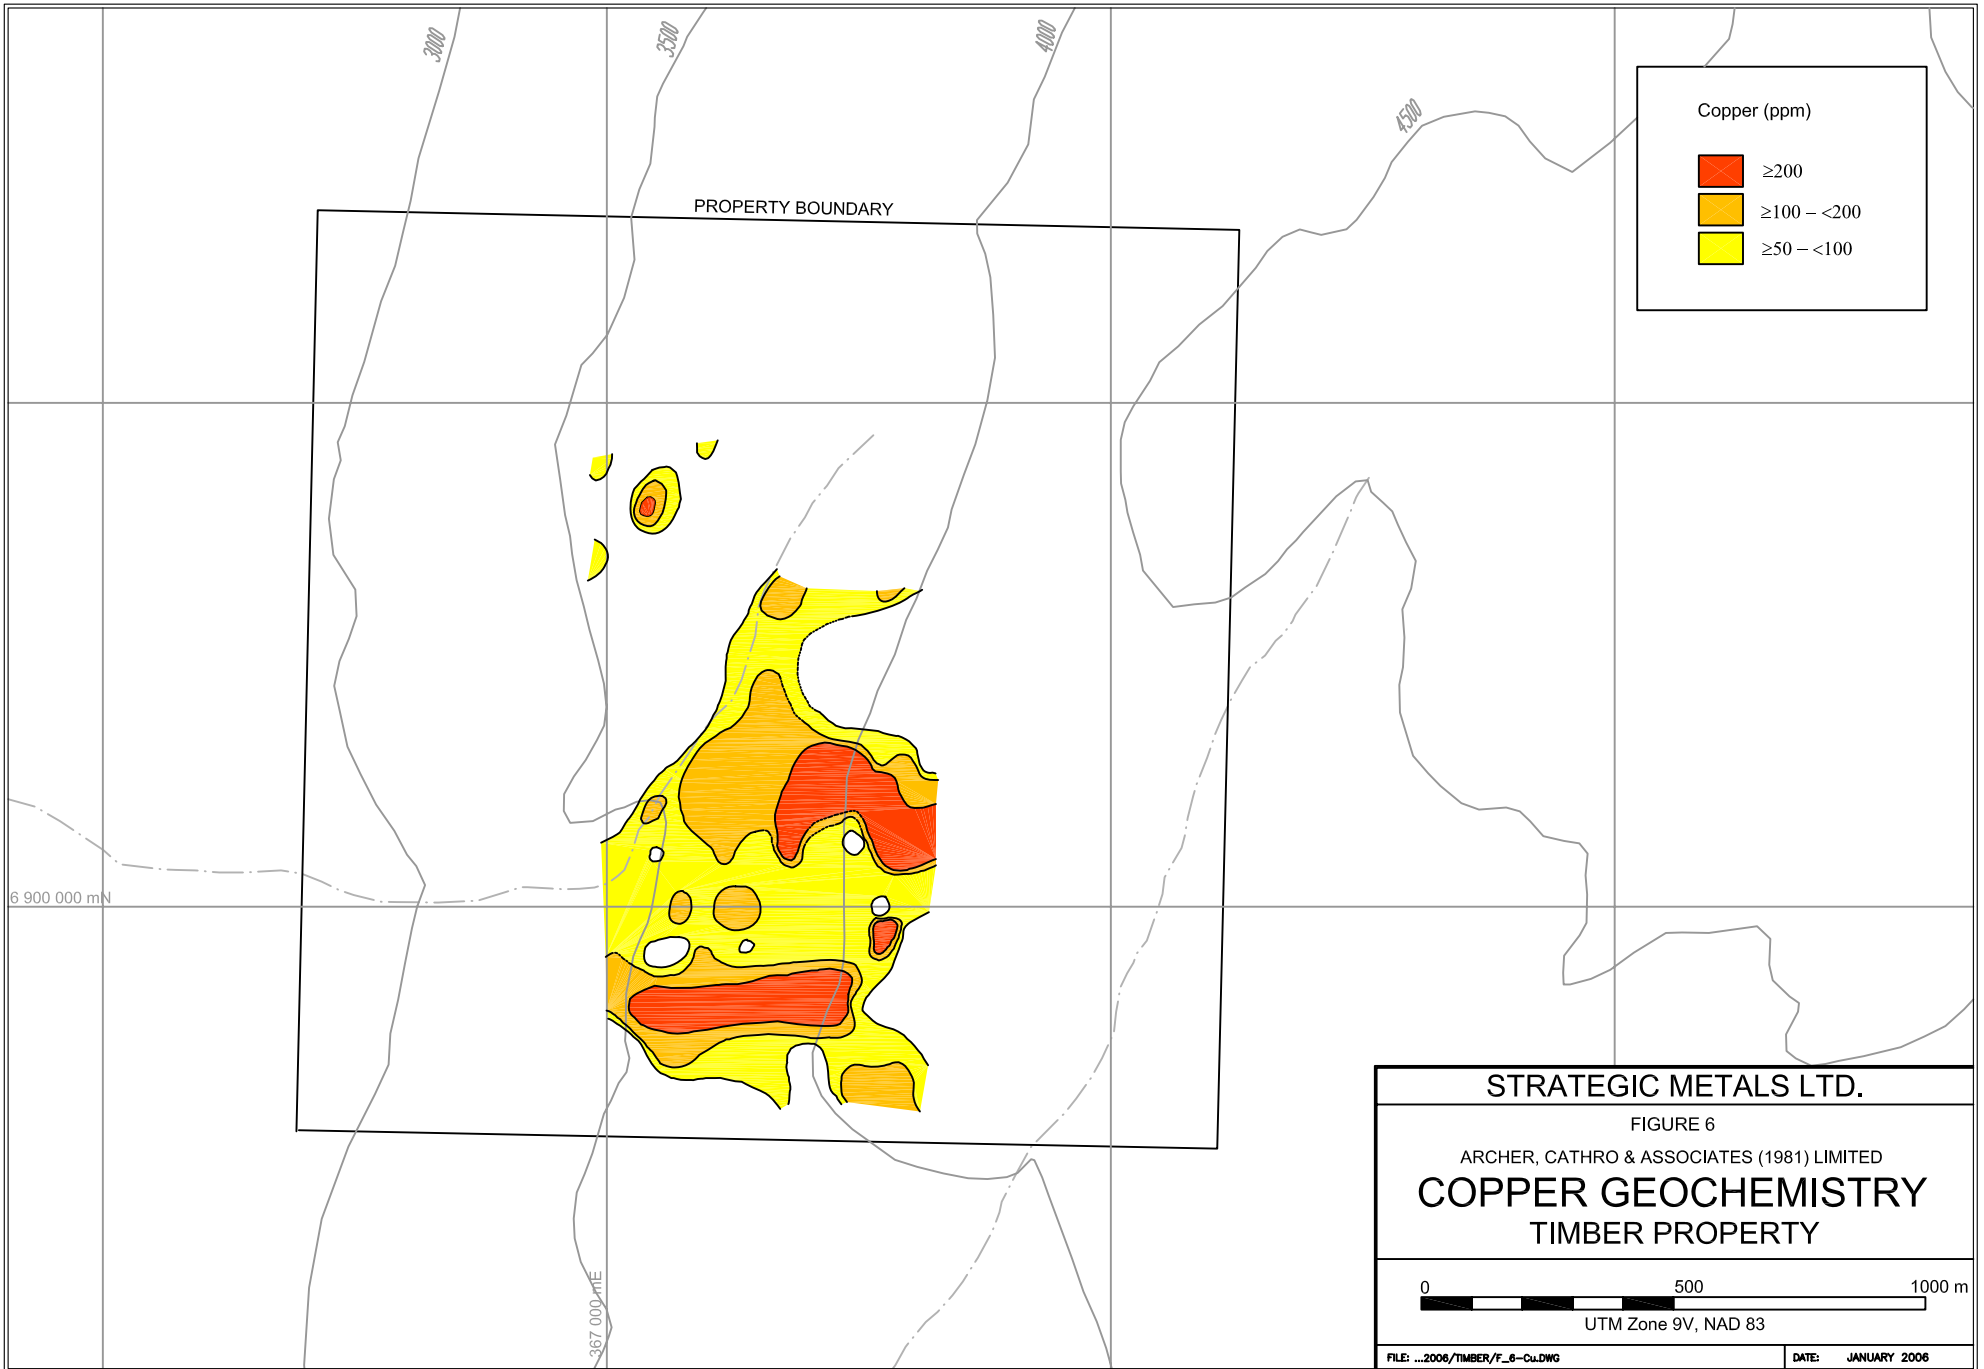 3000
3500
4000
4500
Copper (ppm)
≥200
≥100 – <200
≥50 – <100
PROPERTY BOUNDARY
6 900 000 mN
367 000 mE
STRATEGIC METALS LTD.
FIGURE 6
ARCHER, CATHRO & ASSOCIATES (1981) LIMITED
COPPER GEOCHEMISTRY
TIMBER PROPERTY
0 500 1000 m
UTM Zone 9V, NAD 83
FILE: ...2006/TIMBER/F_6-Cu.DWG DATE: JANUARY 2006